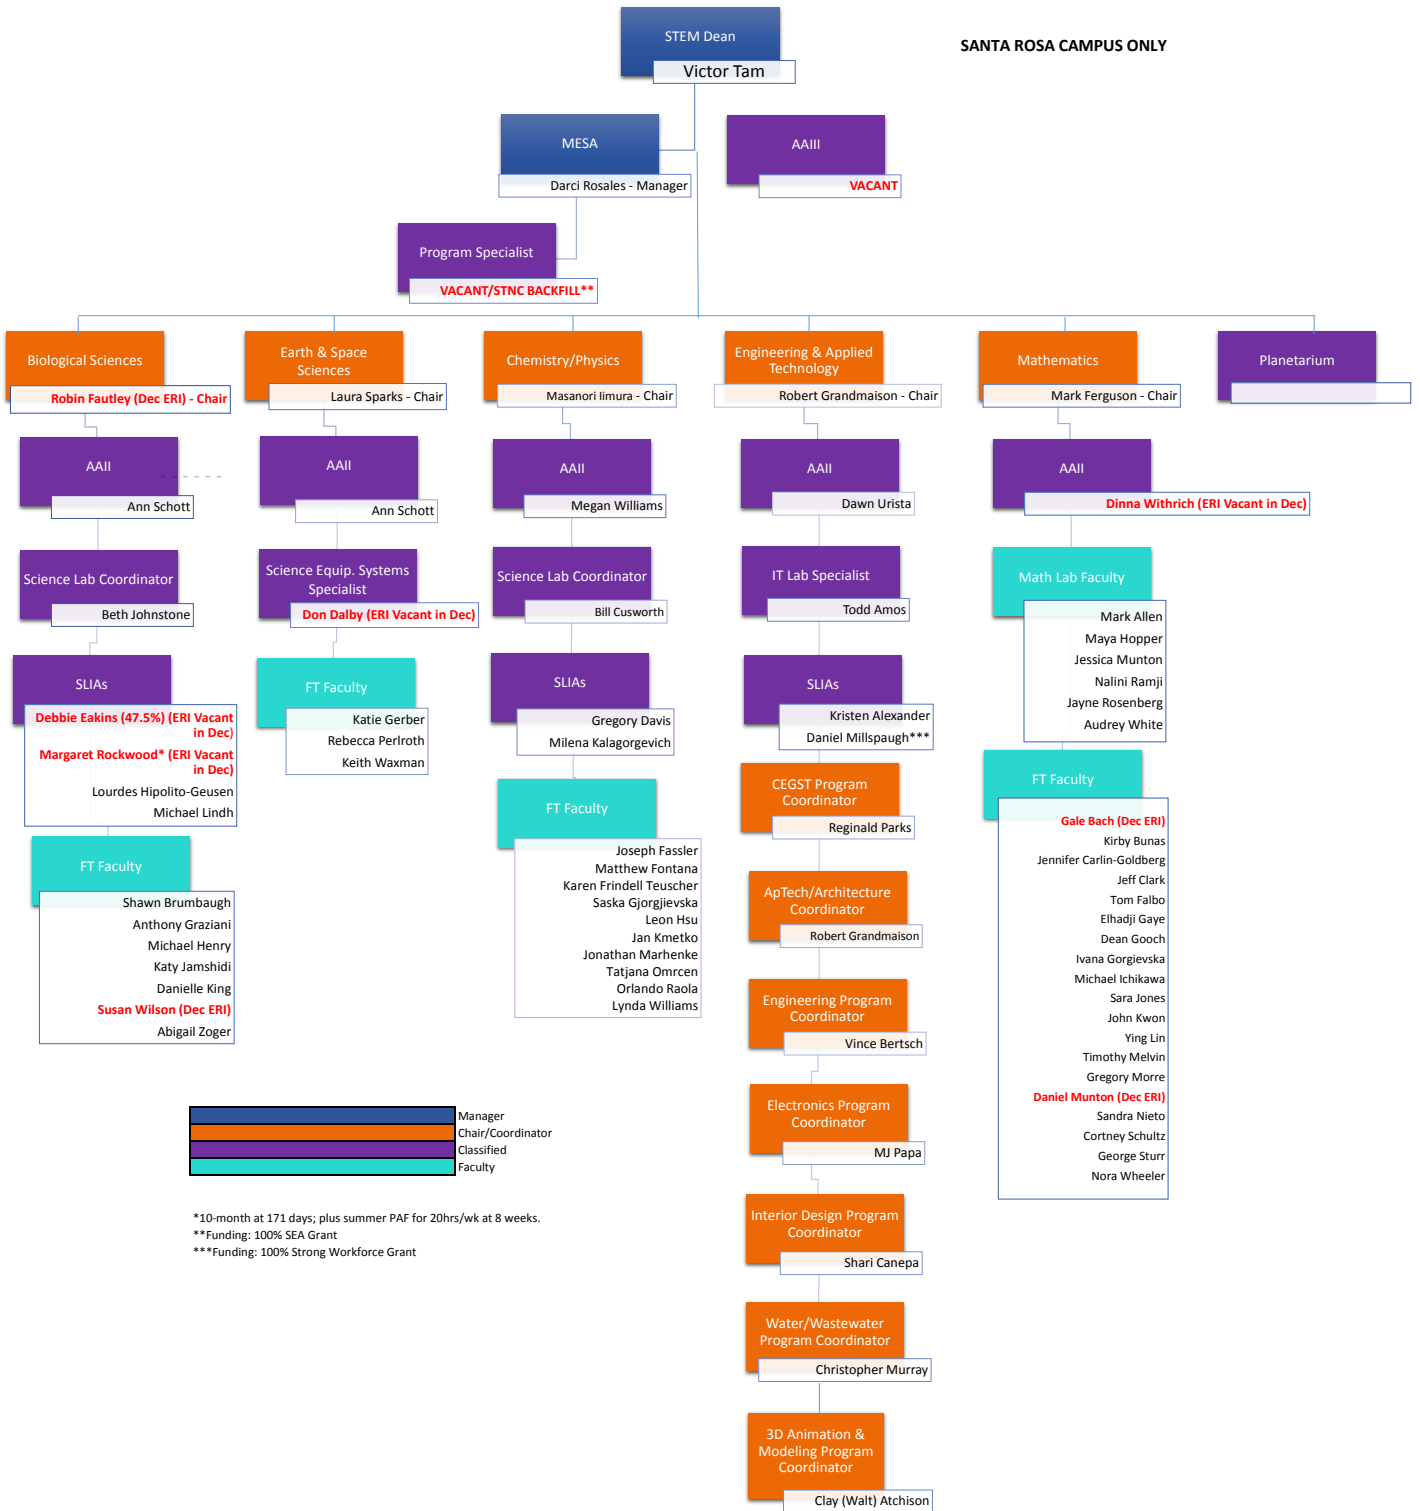 STEM Dean
Victor Tam
SANTA ROSA CAMPUS ONLY
MESA
Darci Rosales - Manager
AAIII
VACANT
Program Specialist
VACANT/STNC BACKFILL**
Biological Sciences
Robin Fautley (Dec ERI) - Chair
AAII
Ann Schott
Science Lab Coordinator
Beth Johnstone
SLIAs
Debbie Eakins (47.5%) (ERI Vacant
in Dec)
Margaret Rockwood* (ERI Vacant
in Dec)
Lourdes Hipolito-Geusen
Michael Lindh
FT Faculty
Shawn Brumbaugh
Anthony Graziani
Michael Henry
Katy Jamshidi
Danielle King
Susan Wilson (Dec ERI)
Abigail Zoger
Earth & Space
Sciences
Laura Sparks - Chair
AAII
Ann Schott
Science Equip. Systems
Specialist
Don Dalby (ERI Vacant in Dec)
FT Faculty
Katie Gerber
Rebecca Perlroth
Keith Waxman
Chemistry/Physics
Masanori Iimura - Chair
AAII
Megan Williams
Science Lab Coordinator
Bill Cusworth
SLIAs
Gregory Davis
Milena Kalagorgevich
FT Faculty
Joseph Fassler
Matthew Fontana
Karen Frindell Teuscher
Saska Gjorgjievska
Leon Hsu
Jan Kmetko
Jonathan Marhenke
Tatjana Omrcen
Orlando Raola
Lynda Williams
Engineering & Applied
Technology
Robert Grandmaison - Chair
AAII
Dawn Urista
IT Lab Specialist
Todd Amos
SLIAs
Kristen Alexander
Daniel Millspaugh***
CEGST Program
Coordinator
Reginald Parks
ApTech/Architecture
Coordinator
Robert Grandmaison
Engineering Program
Coordinator
Vince Bertsch
Electronics Program
Coordinator
MJ Papa
Interior Design Program
Coordinator
Shari Canepa
Water/Wastewater
Program Coordinator
Christopher Murray
3D Animation &
Modeling Program
Coordinator
Clay (Walt) Atchison
Mathematics
Mark Ferguson - Chair
AAII
Dinna Withrich (ERI Vacant in Dec)
Math Lab Faculty
Mark Allen
Maya Hopper
Jessica Munton
Nalini Ramji
Jayne Rosenberg
Audrey White
FT Faculty
Gale Bach (Dec ERI)
Kirby Bunas
Jennifer Carlin-Goldberg
Jeff Clark
Tom Falbo
Elhadji Gaye
Dean Gooch
Ivana Gorgievska
Michael Ichikawa
Sara Jones
John Kwon
Ying Lin
Timothy Melvin
Gregory Morre
Daniel Munton (Dec ERI)
Sandra Nieto
Cortney Schultz
George Sturr
Nora Wheeler
Planetarium
Manager
Chair/Coordinator
Classified
Faculty
*10-month at 171 days; plus summer PAF for 20hrs/wk at 8 weeks.
**Funding: 100% SEA Grant
***Funding: 100% Strong Workforce Grant